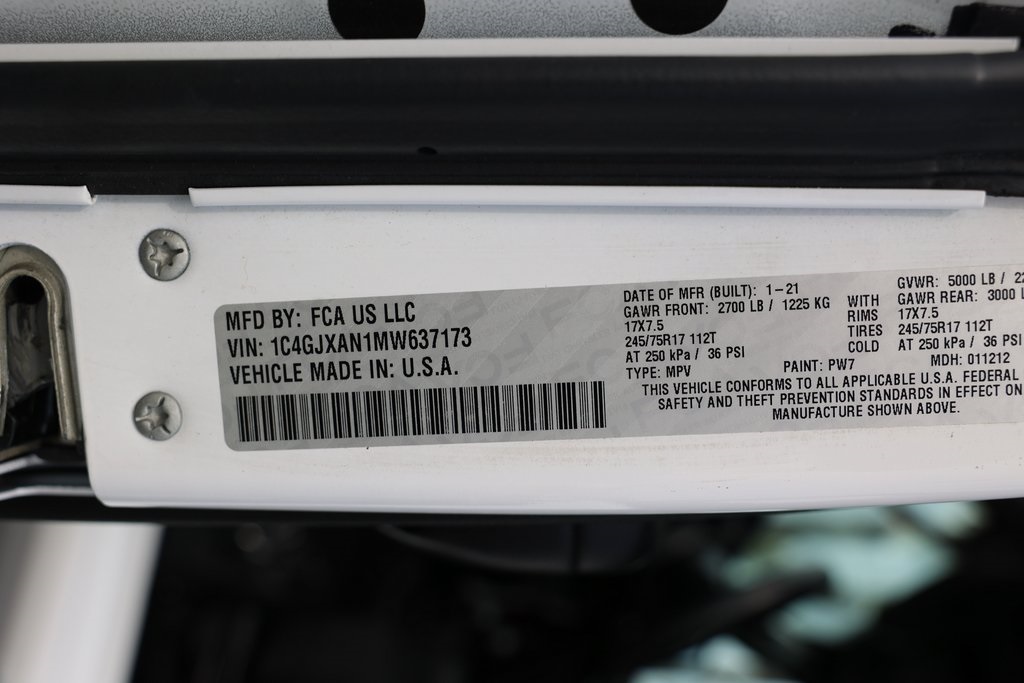 MFD BY: FCA US LLC
VIN: 1C4GJXAN1MW637173
VEHICLE MADE IN: U.S.A.
DATE OF MFR (BUILT): 1-21
GAWR FRONT: 2700 LB / 1225 KG
17X7.5
245/75R17 112T
AT 250 kPa / 36 PSI
TYPE: MPV
WITH
RIMS
TIRES
COLD
GVWR: 5000 LB /
GAWR REAR: 3000
17X7.5
245/75R17 112T
AT 250 kPa / 36 PSI
PAINT: PW7
MDH: 011212
THIS VEHICLE CONFORMS TO ALL APPLICABLE U.S.A. FEDERAL
SAFETY AND THEFT PREVENTION STANDARDS IN EFFECT ON
MANUFACTURE SHOWN ABOVE.